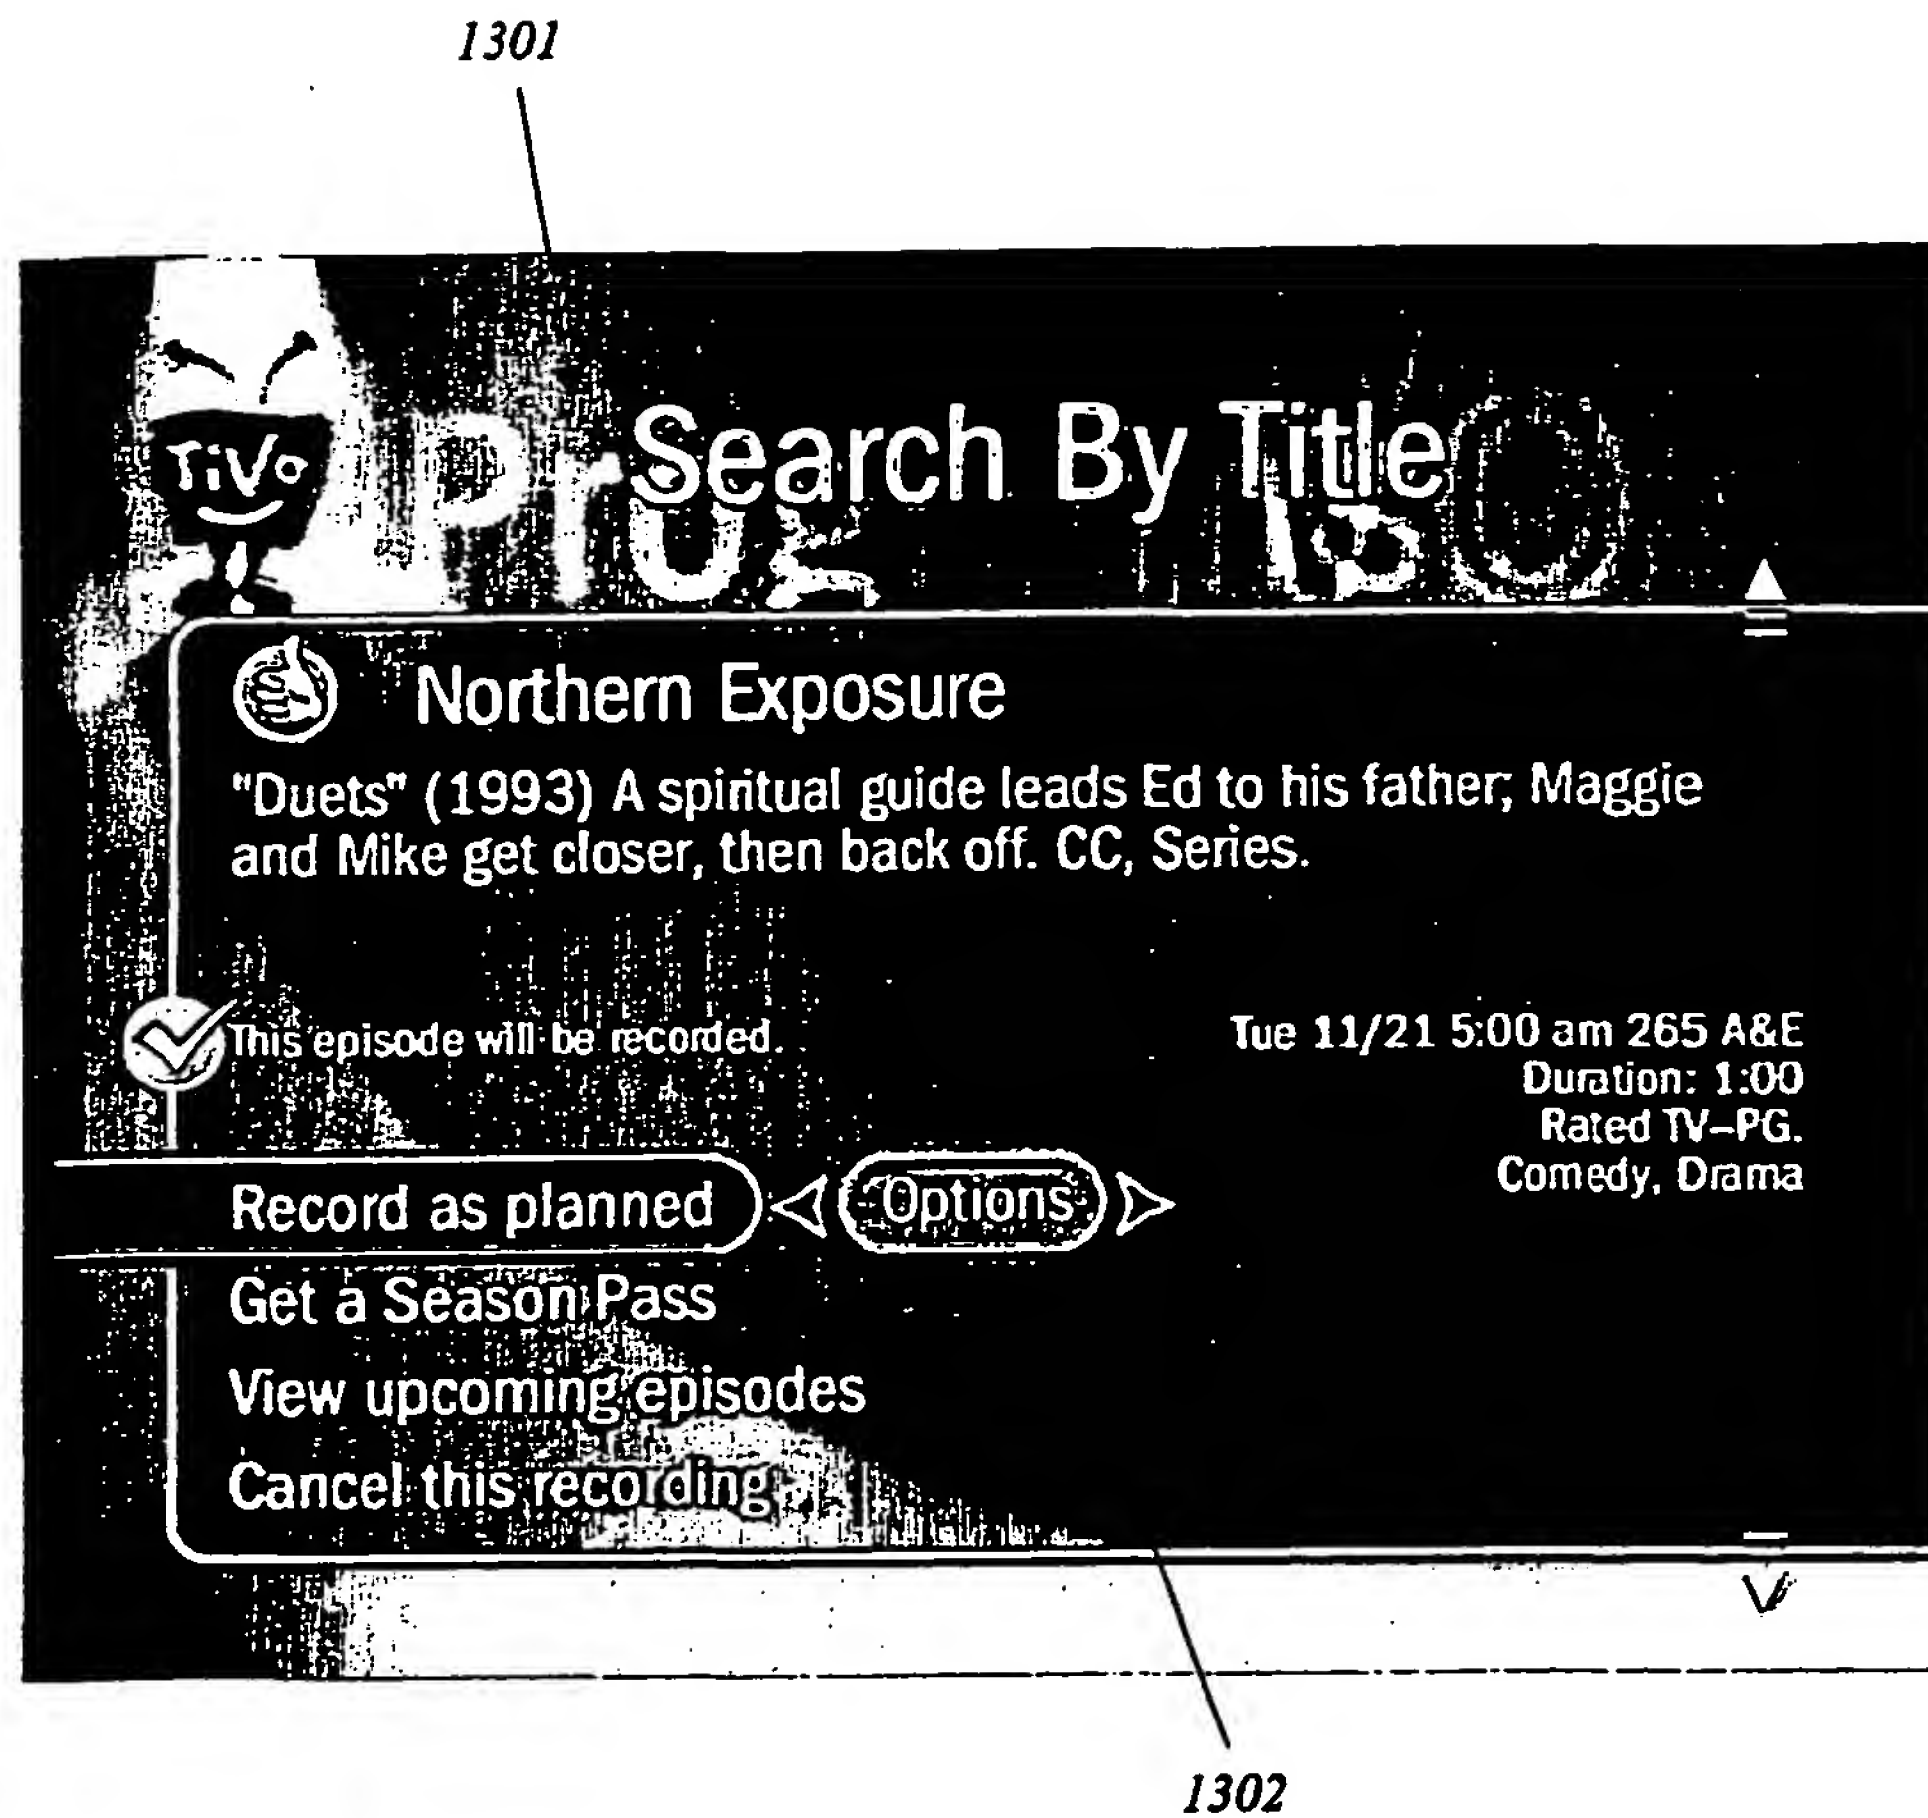 1301
TiVo
Search By Title
Northern Exposure
"Duets" (1993) A spiritual guide leads Ed to his father; Maggie
and Mike get closer, then back off. CC, Series.
This episode will be recorded.
Tue 11/21 5:00 am 265 A&E
Duration: 1:00
Rated TV-PG.
Comedy, Drama
Record as planned
Options
Get a Season Pass
View upcoming episodes
Cancel this recording
1302